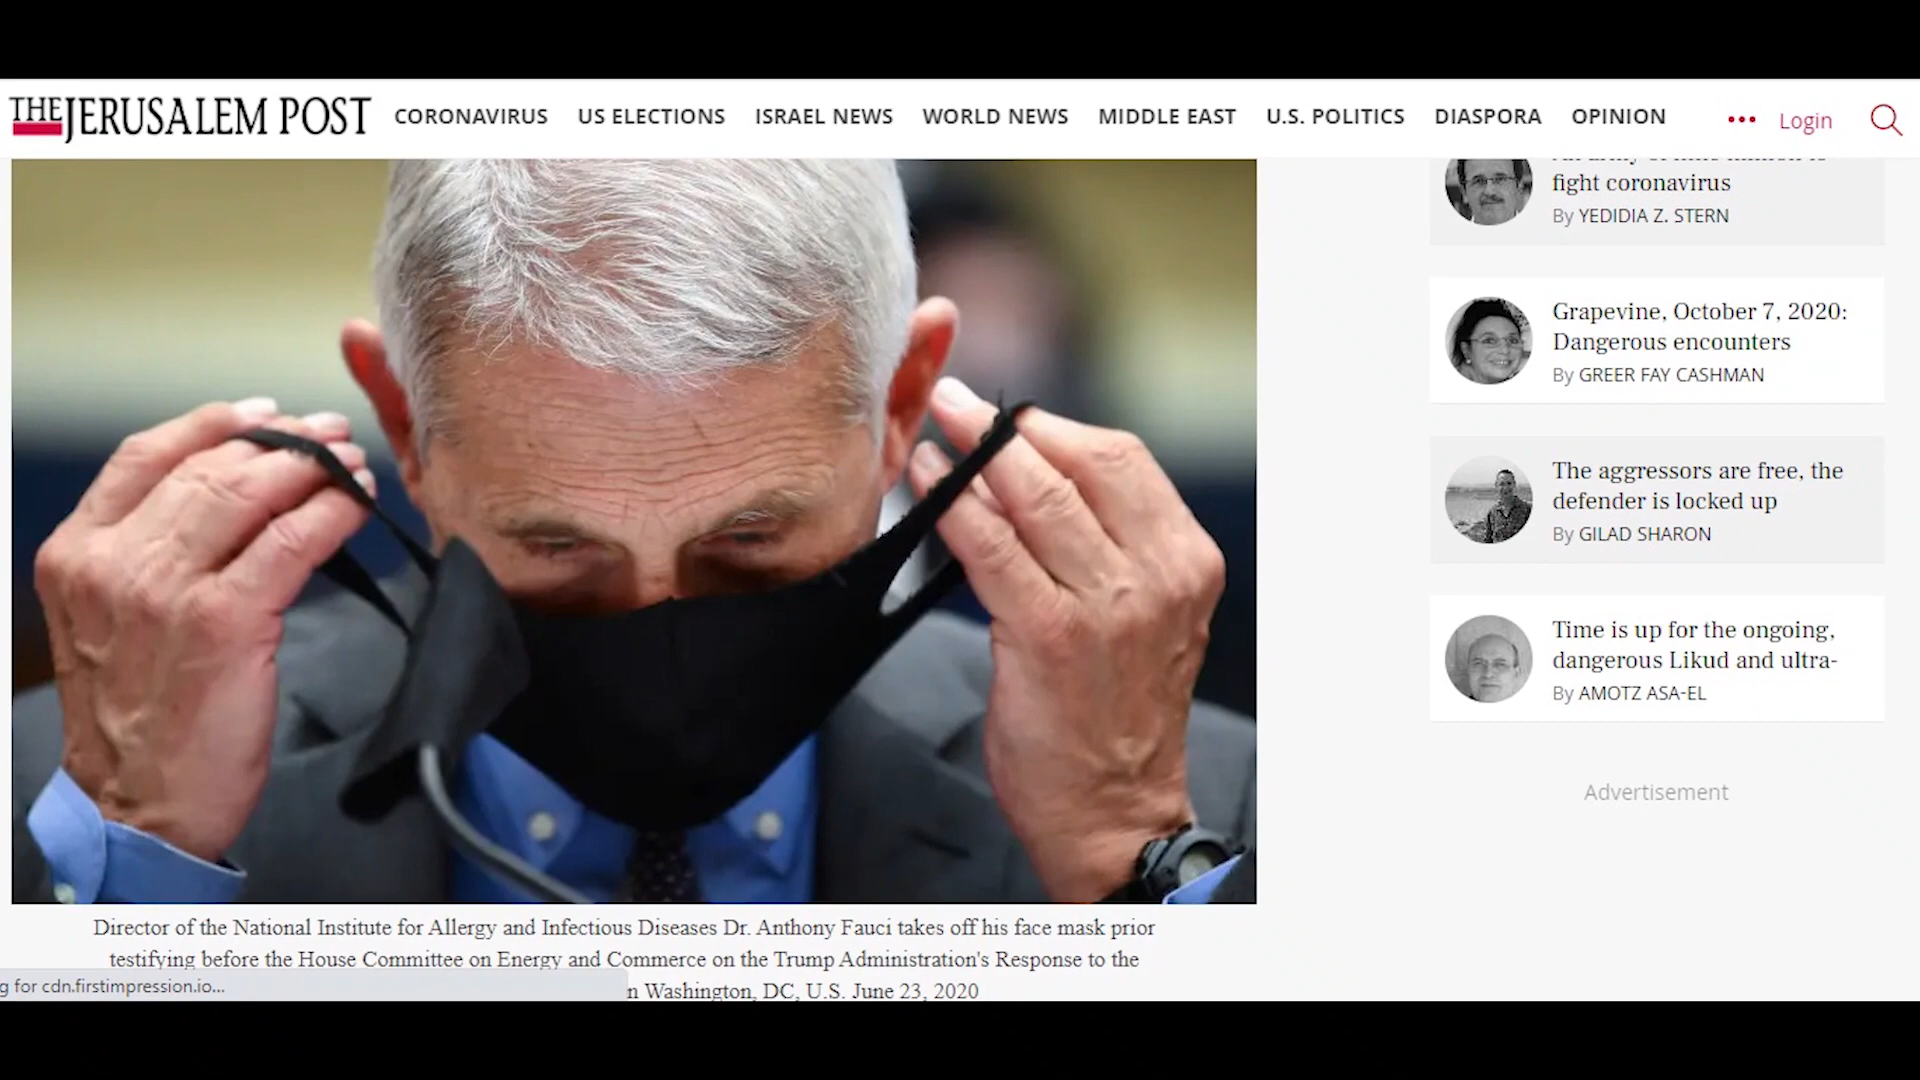 THE JERUSALEM POST
CORONAVIRUS US ELECTIONS ISRAEL NEWS WORLD NEWS MIDDLE EAST U.S. POLITICS DIASPORA OPINION ••• Login
fight coronavirus
By YEDIDIA Z. STERN
Grapevine, October 7, 2020:
Dangerous encounters
By GREER FAY CASHMAN
The aggressors are free, the
defender is locked up
By GILAD SHARON
Time is up for the ongoing,
dangerous Likud and ultra-
By AMOTZ ASA-EL
Advertisement
Director of the National Institute for Allergy and Infectious Diseases Dr. Anthony Fauci takes off his face mask prior
testifying before the House Committee on Energy and Commerce on the Trump Administration's Response to the
n Washington, DC, U.S. June 23, 2020
g for cdn.firstimpression.io...